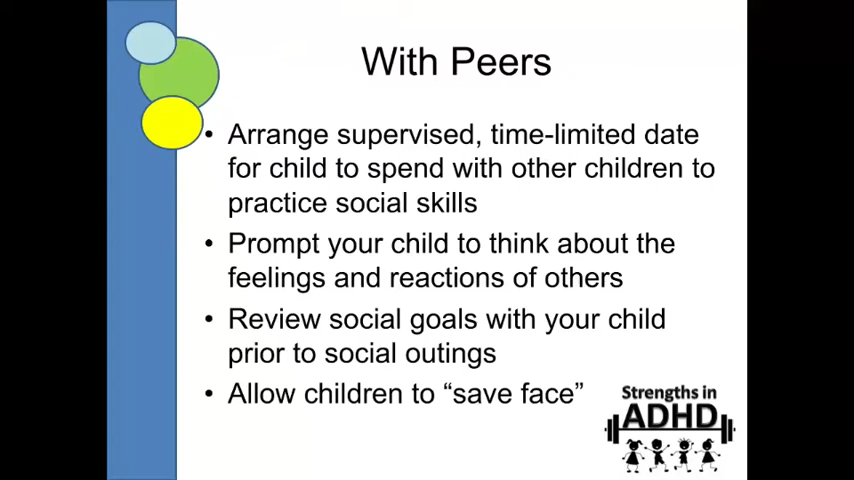 With Peers
• Arrange supervised, time-limited date
for child to spend with other children to
practice social skills
• Prompt your child to think about the
feelings and reactions of others
• Review social goals with your child
prior to social outings
• Allow children to “save face”
Strengths in
ADHD